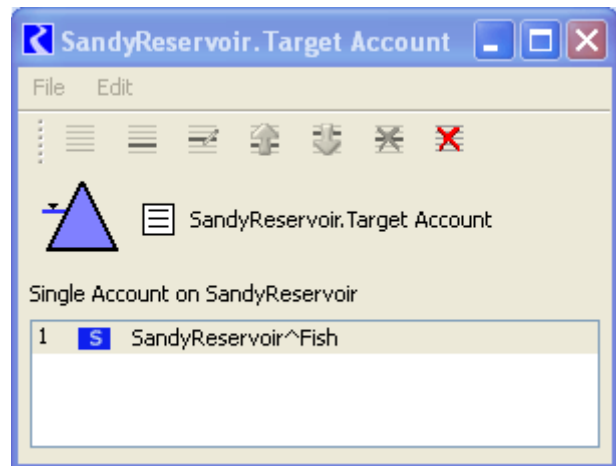 SandyReservoir.Target Account
File Edit
SandyReservoir.Target Account
Single Account on SandyReservoir
1 S SandyReservoir^Fish